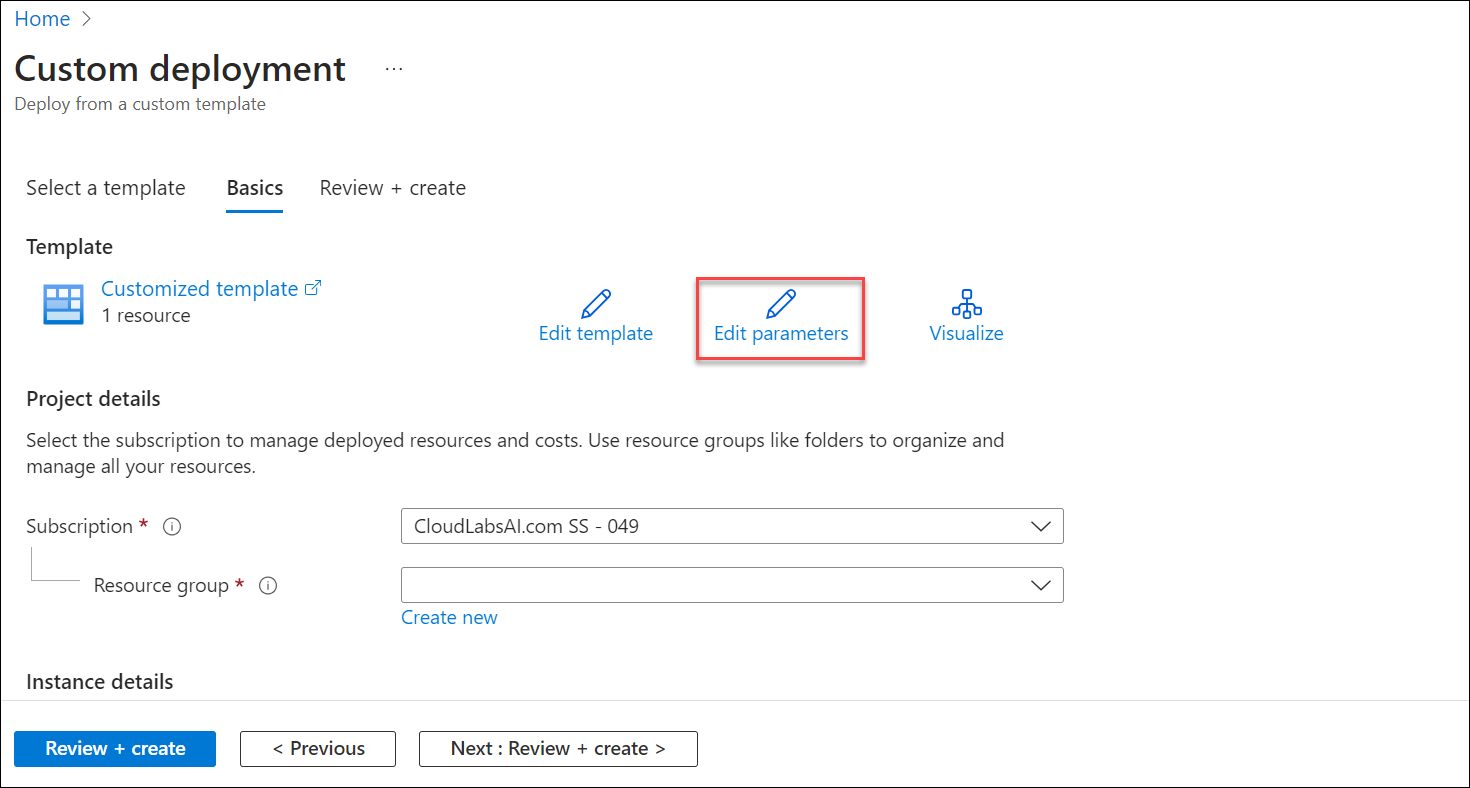 Home >
Custom deployment ...
Deploy from a custom template
Select a template Basics Review + create
Template
Customized template
1 resource
Edit template Edit parameters Visualize
Project details
Select the subscription to manage deployed resources and costs. Use resource groups like folders to organize and
manage all your resources.
Subscription * CloudLabsAI.com SS - 049
Resource group *
Create new
Instance details
Review + create < Previous Next : Review + create >